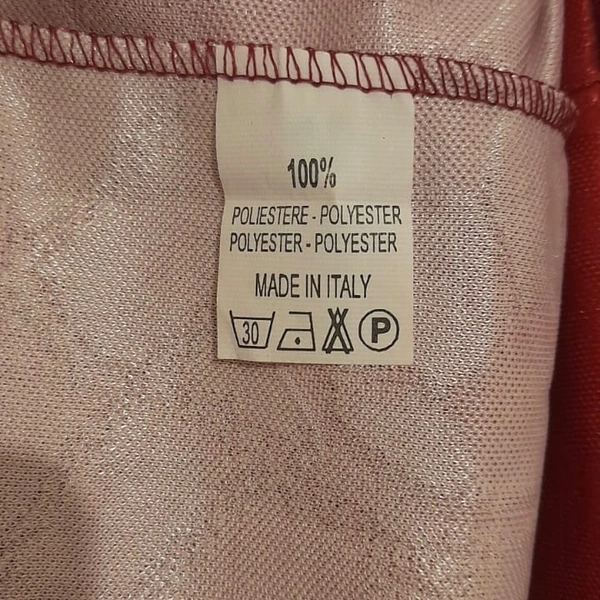 100%
POLIESTERE - POLYESTER
POLYESTER - POLYESTER
MADE IN ITALY
30 P